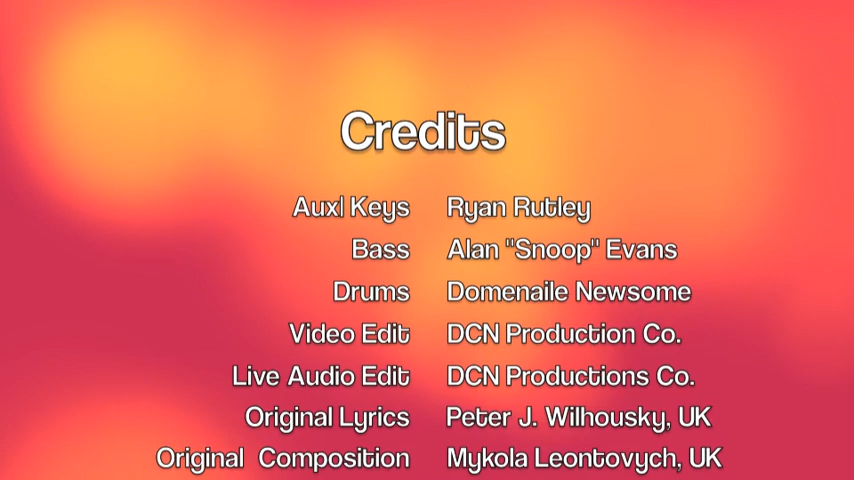 Credits
Auxl Keys Ryan Rutley
Bass Alan "Snoop" Evans
Drums Domenaile Newsome
Video Edit DCN Production Co.
Live Audio Edit DCN Productions Co.
Original Lyrics Peter J. Wilhousky, UK
Original Composition Mykola Leontovych, UK